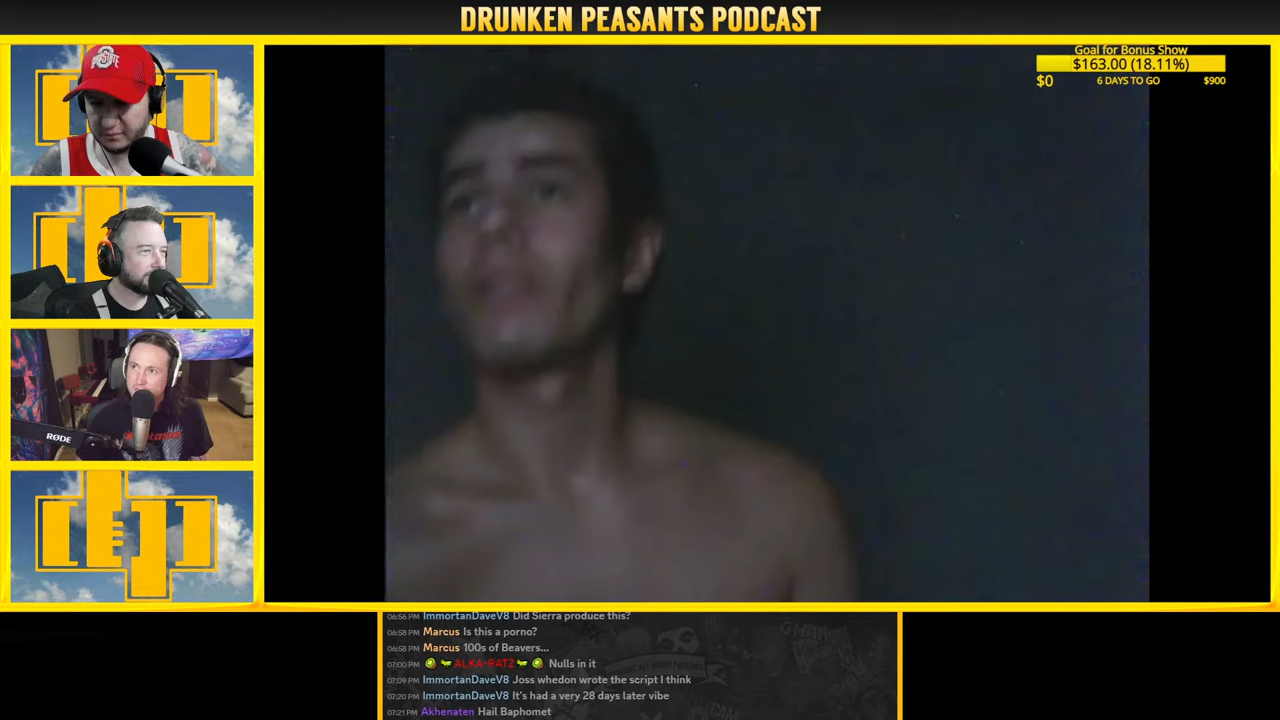 DRUNKEN PEASANTS PODCAST
Goal for Bonus Show
$163.00 (18.11%)
$0 6 DAYS TO GO $900
RØDE
06:56 PM ImmortanDaveV8 Did Sierra produce this?
06:58 PM Marcus Is this a porno?
06:58 PM Marcus 100s of Beavers...
07:00 PM ALKA-RATZ Nulls in it
07:09 PM ImmortanDaveV8 Joss whedon wrote the script I think
07:20 PM ImmortanDaveV8 It's had a very 28 days later vibe
07:21 PM Akhenaten Hail Baphomet